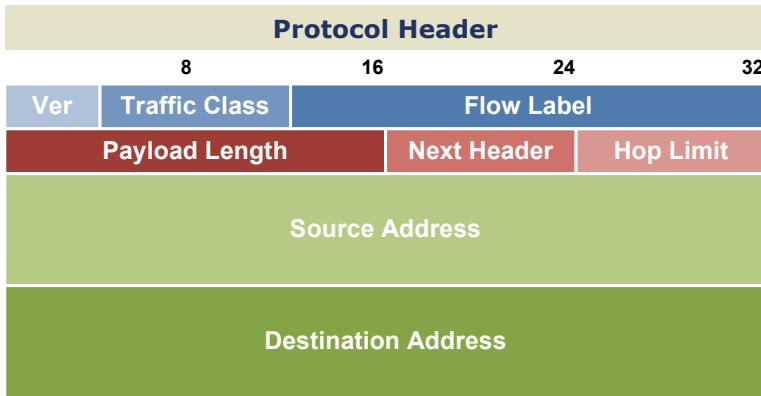 Protocol Header
8 16 24 32
Ver Traffic Class Flow Label
Payload Length Next Header Hop Limit
Source Address
Destination Address